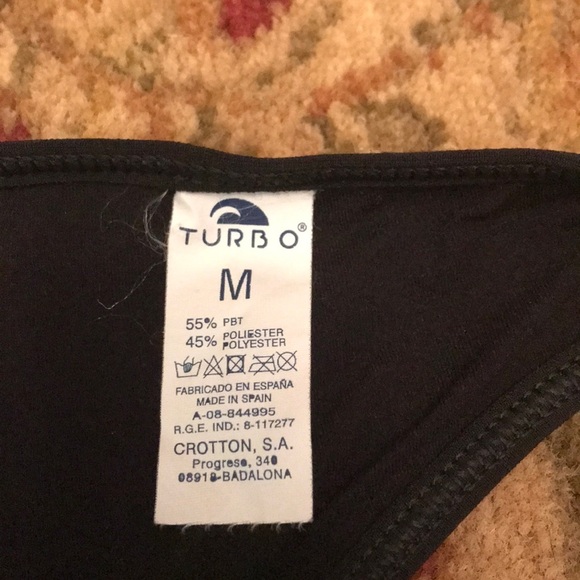 TURBO®
M
55% PBT
45% POLIESTER
POLYESTER
FABRICADO EN ESPAÑA
MADE IN SPAIN
A-08-844995
R.G.E. IND.: 8-117277
CROTTON, S.A.
Progreso, 340
08918-BADALONA